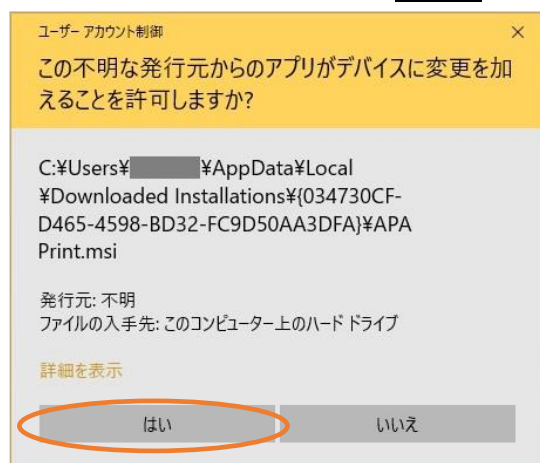 ユーザー アカウント制御
×
この不明な発行元からのアプリがデバイスに変更を加
えることを許可しますか?
C:¥Users¥ ¥AppData¥Local
¥Downloaded Installations¥{034730CF-
D465-4598-BD32-FC9D50AA3DFA}¥APA
Print.msi
発行元: 不明
ファイルの入手先: このコンピューター上のハード ドライブ
詳細を表示
はい
いいえ